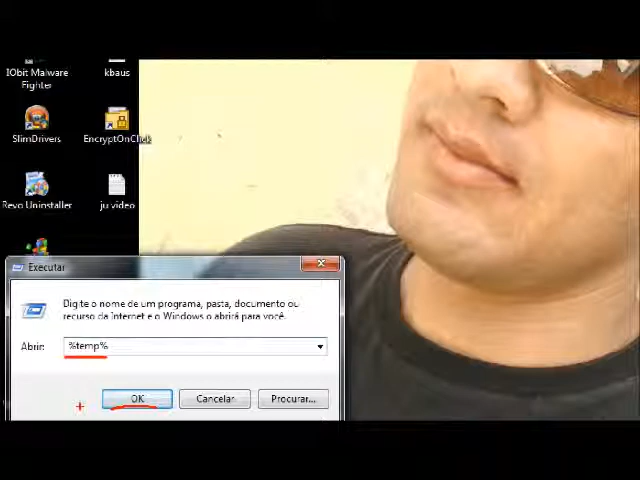 IObit Malware
Fighter
kbaus
SlimDrivers
EncryptOnClick
Revo Uninstaller
ju video
Executar
Digite o nome de um programa, pasta, documento ou
recurso da Internet e o Windows o abrirá para você.
Abrir:
%temp%
OK
Cancelar
Procurar...